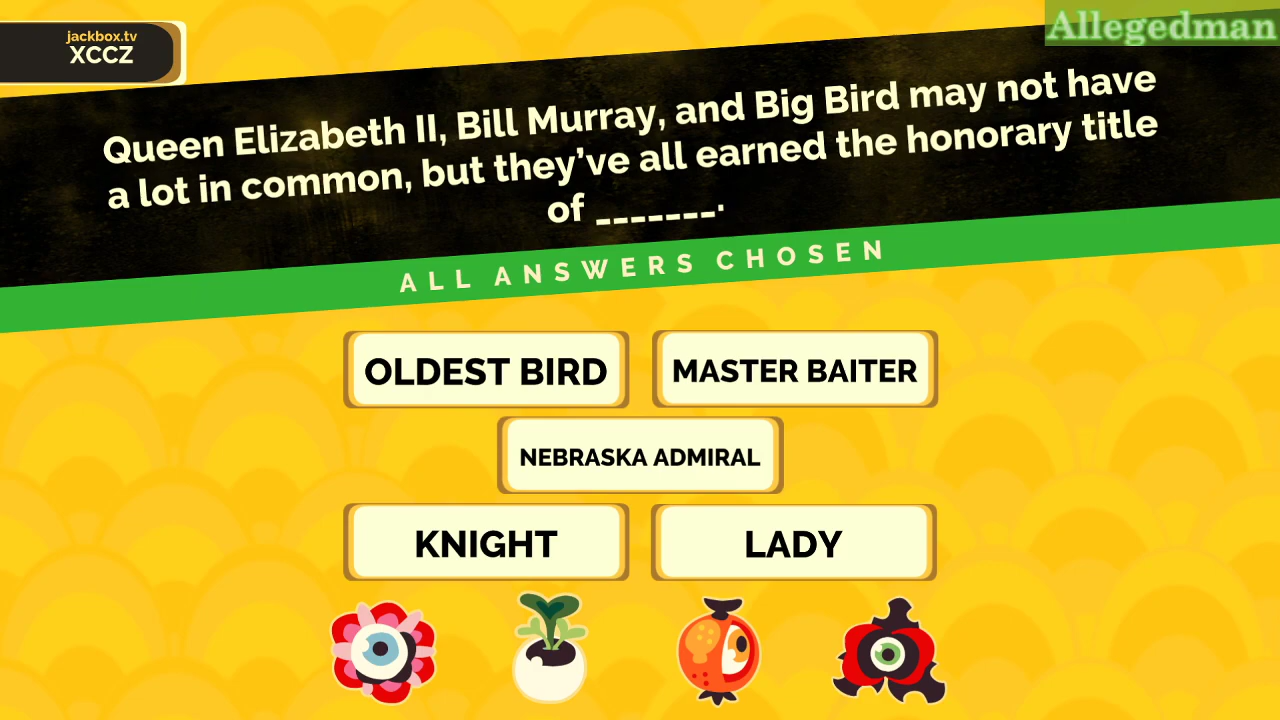 jackbox.tv
XCCZ
Allegedman
Queen Elizabeth II, Bill Murray, and Big Bird may not have
a lot in common, but they’ve all earned the honorary title
of _______.
ALL ANSWERS CHOSEN
OLDEST BIRD
MASTER BAITER
NEBRASKA ADMIRAL
KNIGHT
LADY